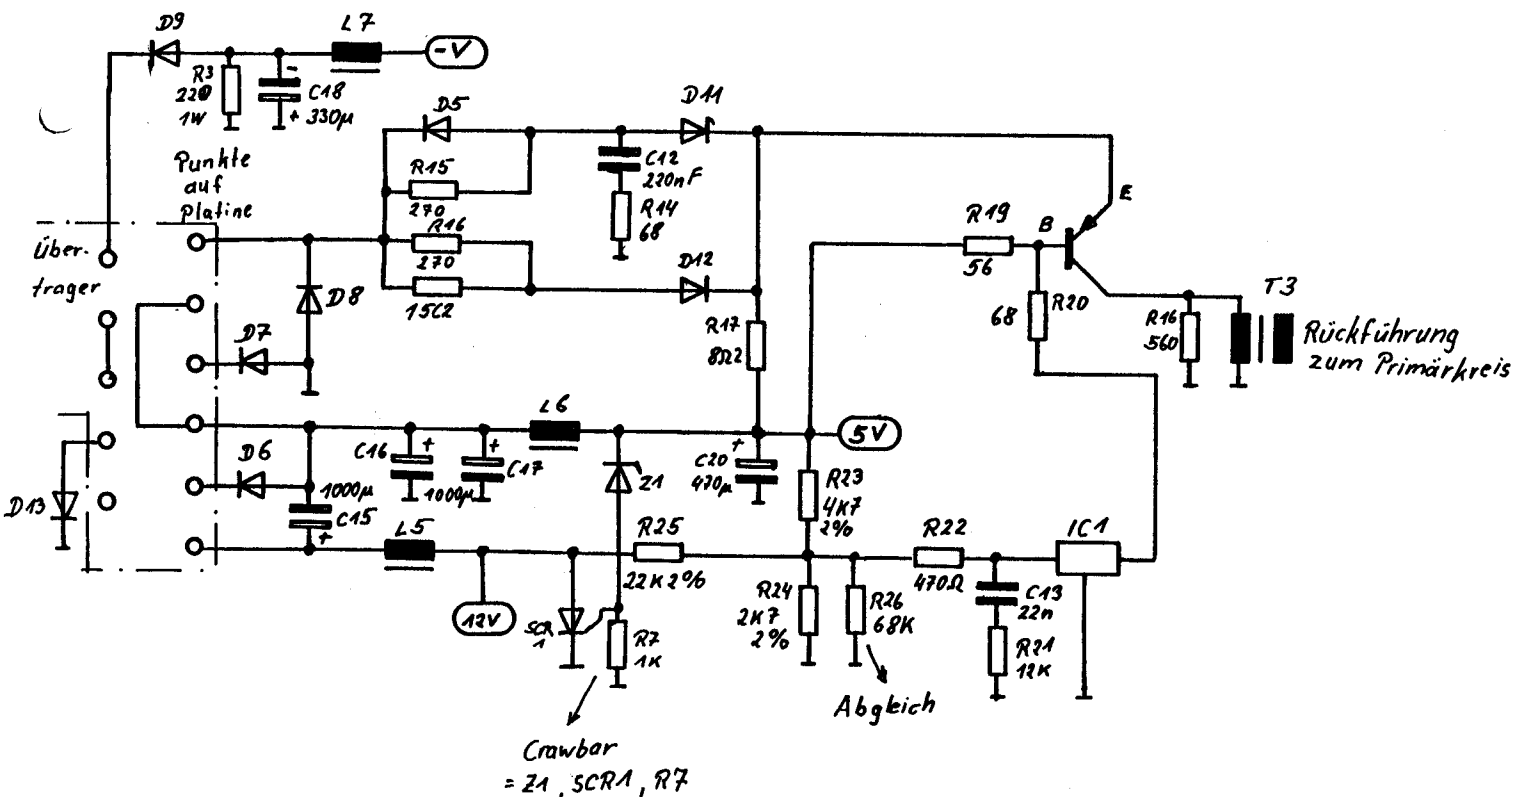 D9
L7
-V
R3
220
1W
-
C18
+ 330µ
D5
D11
Punkte
auf
Platine
R15
270
C12
220nF
R14
68
E
B
R19
56
Über-
trager
R16
270
D12
15Ω2
D8
D7
R17
8Ω2
68
R20
T3
R16
560
Rückführung
zum Primärkreis
L6
5V
D6
C16
+
1000µ
+
C17
Z1
+
C20
470µ
R23
4K7
2%
D13
1000µ
C15
+
L5
R25
22K 2%
R22
470Ω
IC1
12V
SCR
1
R7
1K
R24
2K7
2%
R26
68K
C13
22n
R21
12K
Abgleich
Crawbar
= Z1, SCR1, R7